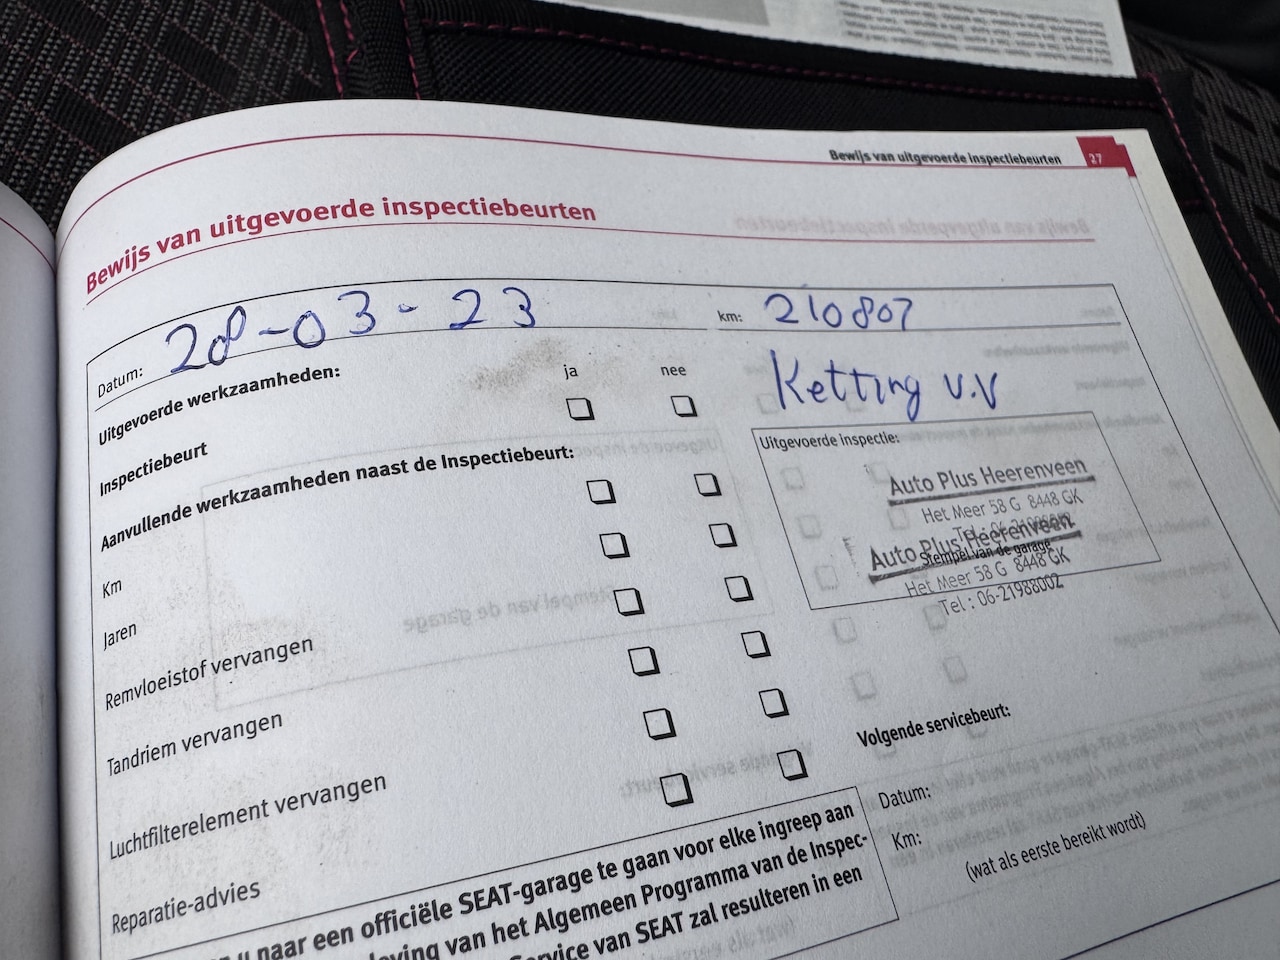 Bewijs van uitgevoerde inspectiebeurten 27
Bewijs van uitgevoerde inspectiebeurten
Datum: 28-03-23
km: 210807
Uitgevoerde werkzaamheden:
ja nee
Ketting V.V
Inspectiebeurt
Aanvullende werkzaamheden naast de Inspectiebeurt:
Km
Jaren
Remvloeistof vervangen
Tandriem vervangen
Luchtfilterelement vervangen
Reparatie-advies
Uitgevoerde inspectie:
Auto Plus Heerenveen
Het Meer 58 G 8448 GK
Tel : 06-21988002
Auto Plus Heerenveen
Stempel van de garage
Het Meer 58 G 8448 GK
Tel : 06-21988002
Volgende servicebeurt:
Datum:
Km:
(wat als eerste bereikt wordt)
u naar een officiële SEAT-garage te gaan voor elke ingreep aan
van het Algemeen Programma van de Inspec-
Service van SEAT zal resulteren in een